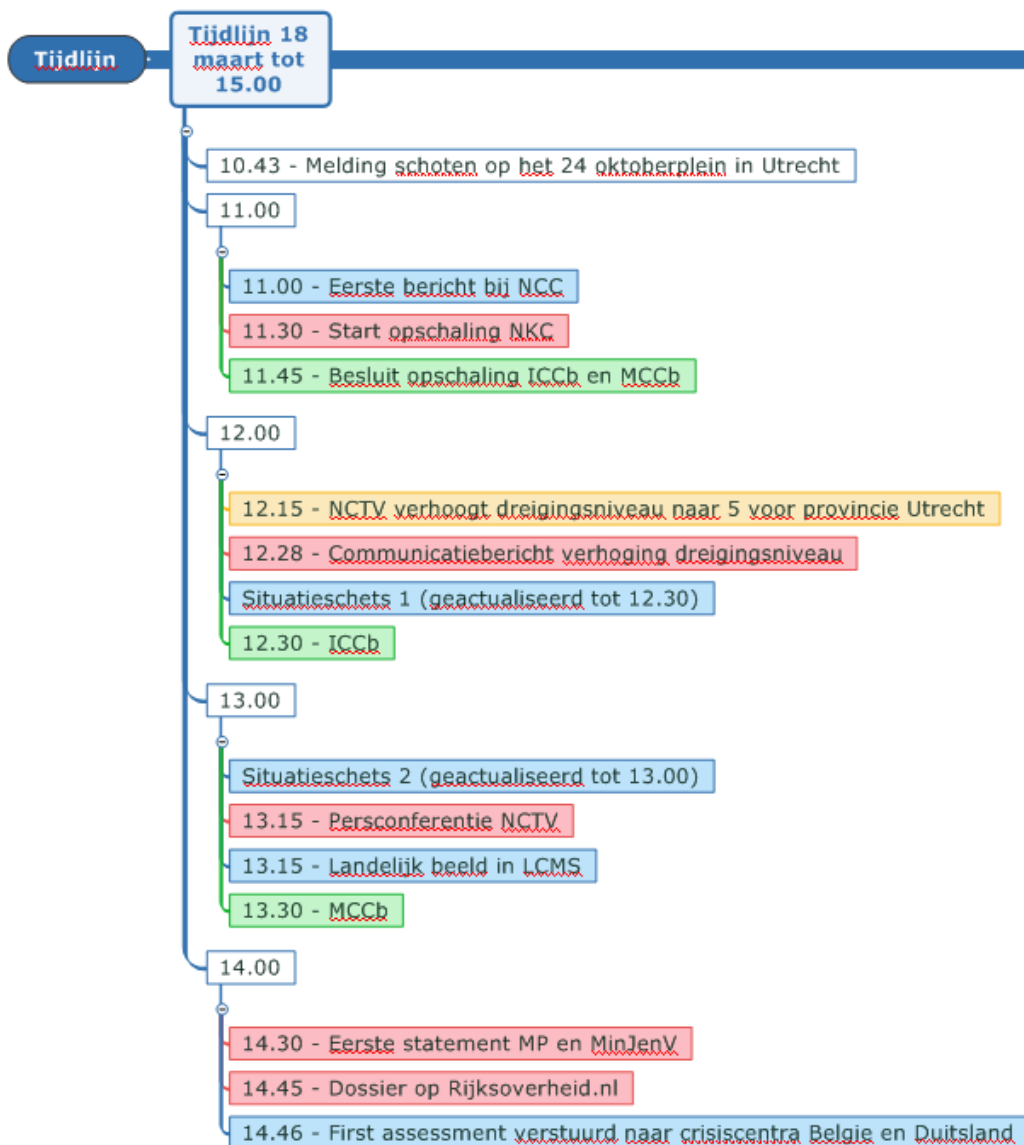 Tijdlijn
Tijdlijn 18
maart tot
15.00
10.43 - Melding schoten op het 24 oktoberplein in Utrecht
11.00
11.00 - Eerste bericht bij NCC
11.30 - Start opschaling NKC
11.45 - Besluit opschaling ICCb en MCCb
12.00
12.15 - NCTV verhoogt dreigingsniveau naar 5 voor provincie Utrecht
12.28 - Communicatiebericht verhoging dreigingsniveau
Situatieschets 1 (geactualiseerd tot 12.30)
12.30 - ICCb
13.00
Situatieschets 2 (geactualiseerd tot 13.00)
13.15 - Persconferentie NCTV
13.15 - Landelijk beeld in LCMS
13.30 - MCCb
14.00
14.30 - Eerste statement MP en MinJenV
14.45 - Dossier op Rijksoverheid.nl
14.46 - First assessment verstuurd naar crisiscentra Belgie en Duitsland